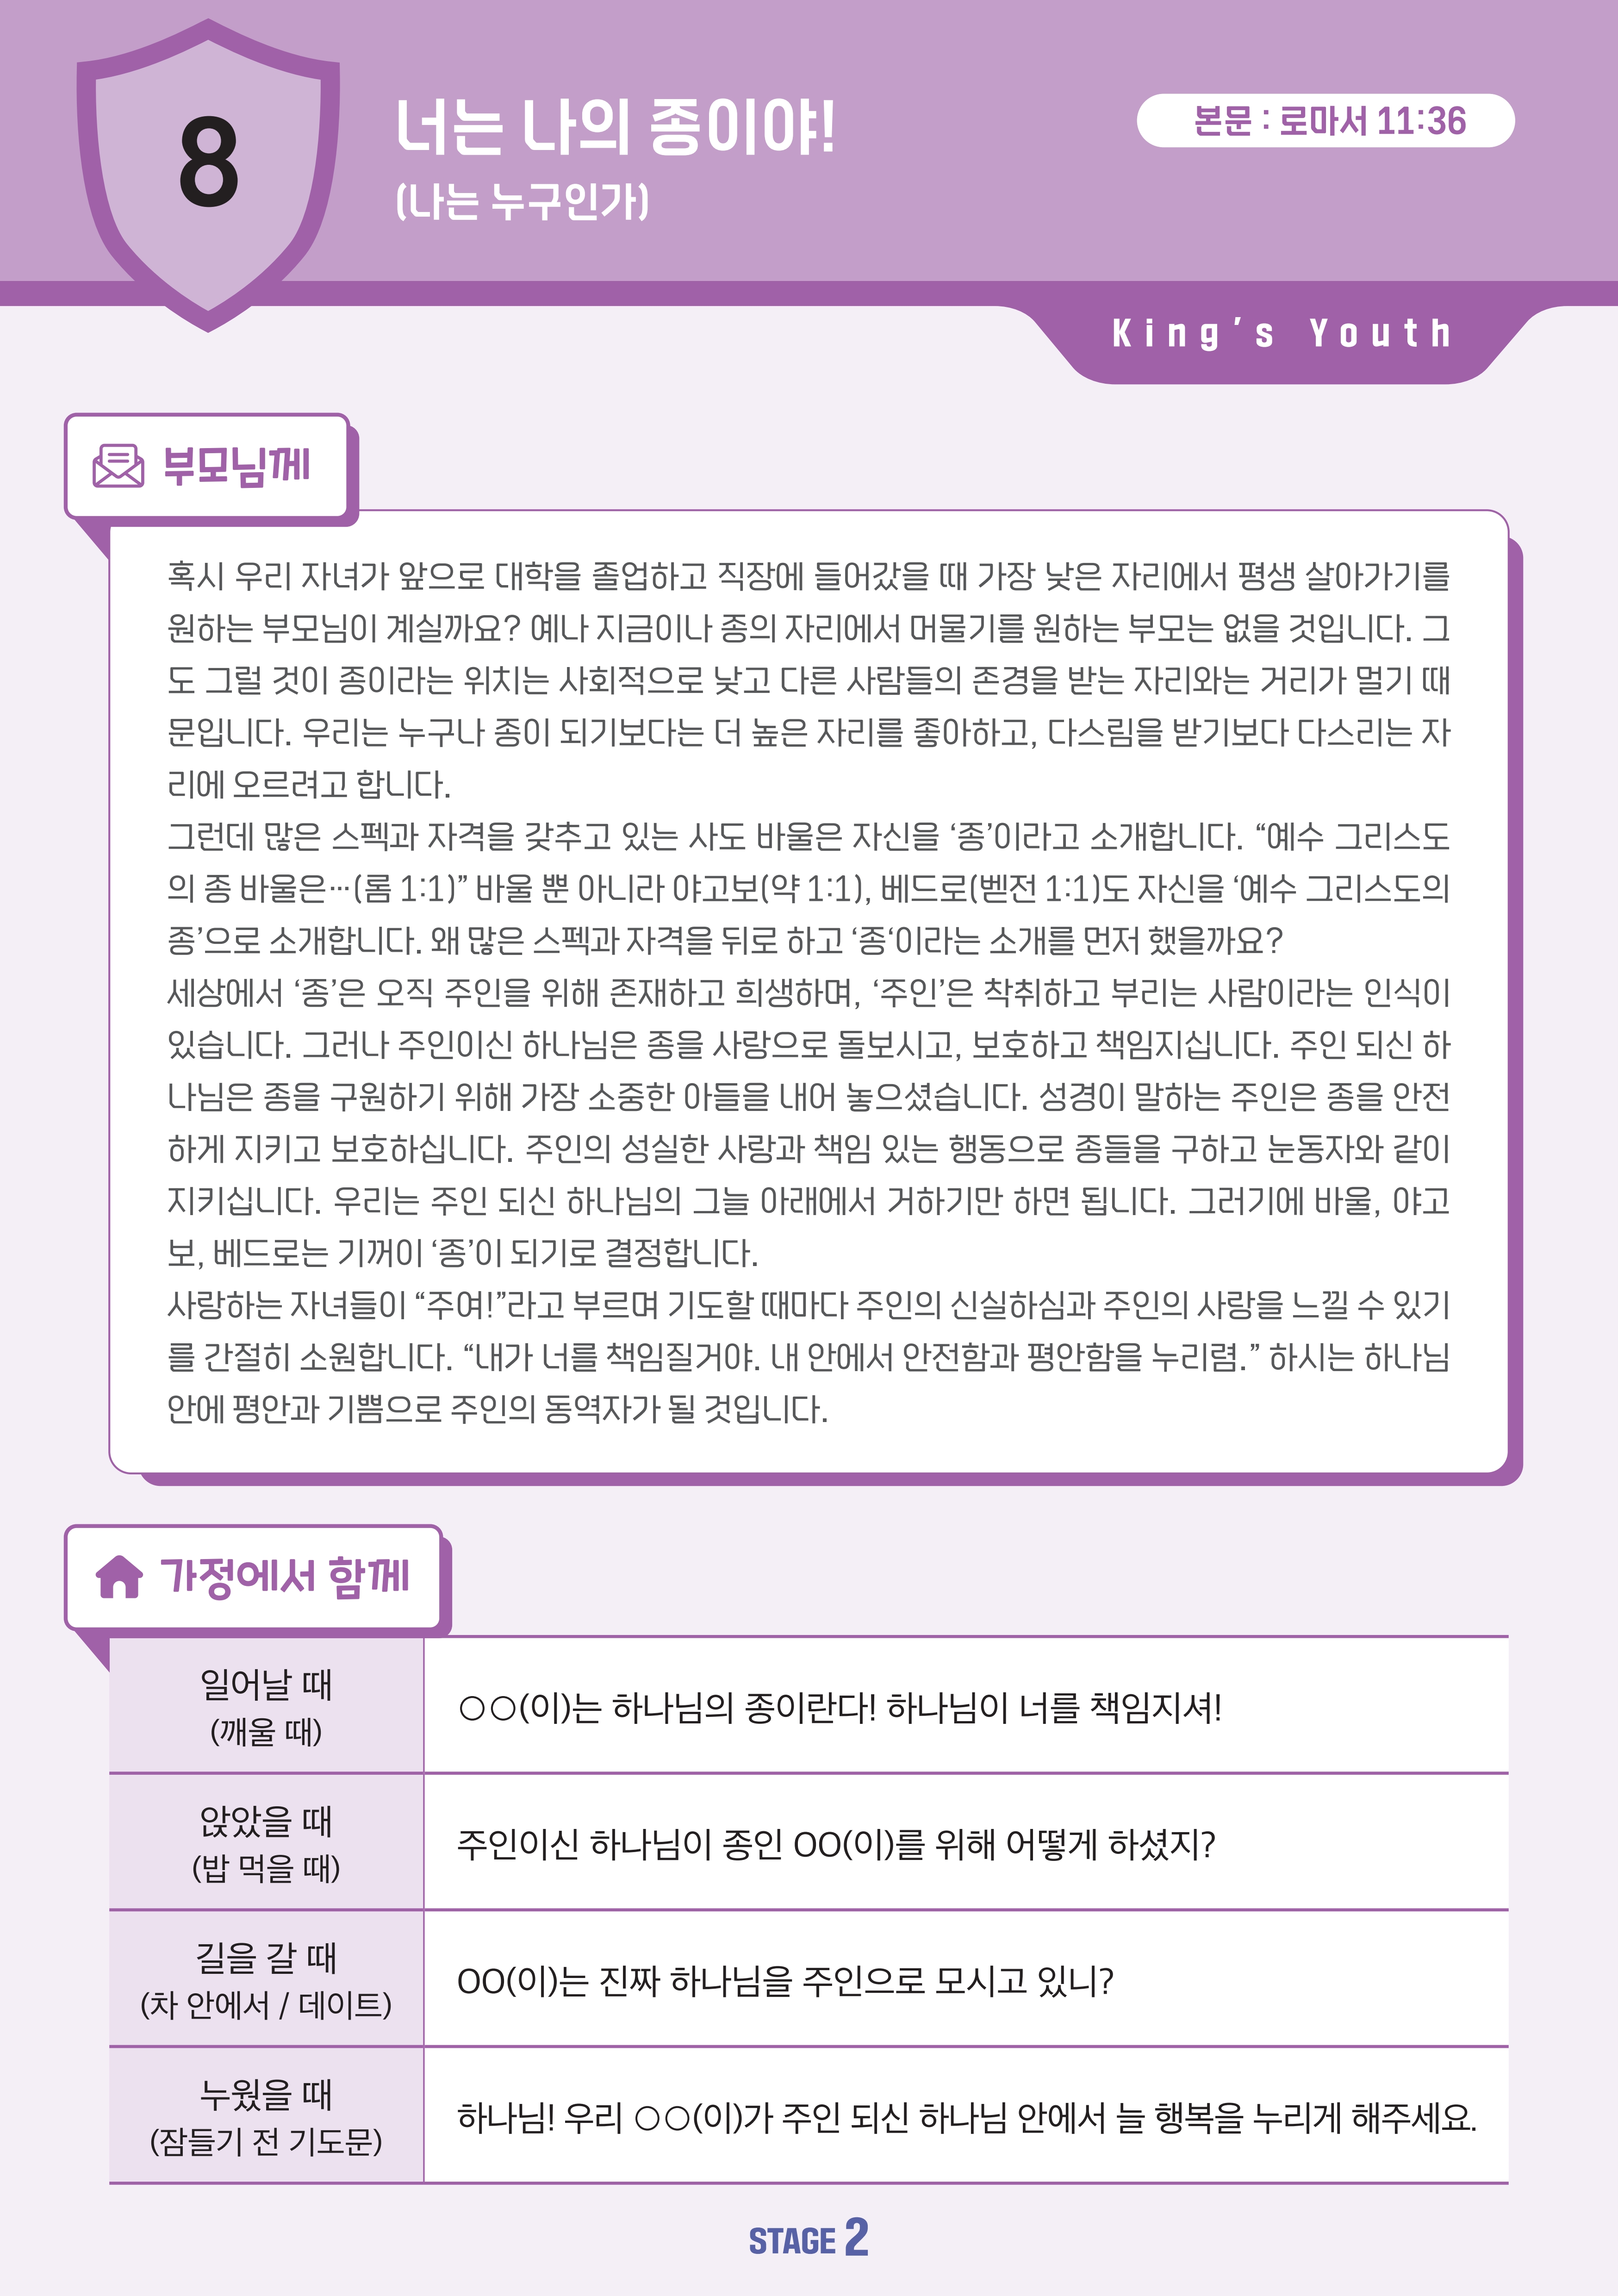 8
너는 나의 종이야!
(나는 누구인가)
본문 : 로마서 11:36
King's Youth
부모님께
혹시 우리 자녀가 앞으로 대학을 졸업하고 직장에 들어갔을 때 가장 낮은 자리에서 평생 살아가기를
원하는 부모님이 계실까요? 예나 지금이나 종의 자리에서 머물기를 원하는 부모는 없을 것입니다. 그
도 그럴 것이 종이라는 위치는 사회적으로 낮고 다른 사람들의 존경을 받는 자리와는 거리가 멀기 때
문입니다. 우리는 누구나 종이 되기보다는 더 높은 자리를 좋아하고, 다스림을 받기보다 다스리는 자
리에 오르려고 합니다.
그런데 많은 스펙과 자격을 갖추고 있는 사도 바울은 자신을 ‘종’이라고 소개합니다. “예수 그리스도
의 종 바울은…(롬 1:1)” 바울 뿐 아니라 야고보(약 1:1), 베드로(벧전 1:1)도 자신을 ‘예수 그리스도의
종’으로 소개합니다. 왜 많은 스펙과 자격을 뒤로 하고 ‘종‘이라는 소개를 먼저 했을까요?
세상에서 ‘종’은 오직 주인을 위해 존재하고 희생하며, ‘주인’은 착취하고 부리는 사람이라는 인식이
있습니다. 그러나 주인이신 하나님은 종을 사랑으로 돌보시고, 보호하고 책임지십니다. 주인 되신 하
나님은 종을 구원하기 위해 가장 소중한 아들을 내어 놓으셨습니다. 성경이 말하는 주인은 종을 안전
하게 지키고 보호하십니다. 주인의 성실한 사랑과 책임 있는 행동으로 종들을 구하고 눈동자와 같이
지키십니다. 우리는 주인 되신 하나님의 그늘 아래에서 거하기만 하면 됩니다. 그러기에 바울, 야고
보, 베드로는 기꺼이 ‘종’이 되기로 결정합니다.
사랑하는 자녀들이 “주여!”라고 부르며 기도할 때마다 주인의 신실하심과 주인의 사랑을 느낄 수 있기
를 간절히 소원합니다. “내가 너를 책임질거야. 내 안에서 안전함과 평안함을 누리렴.” 하시는 하나님
안에 평안과 기쁨으로 주인의 동역자가 될 것입니다.
가정에서 함께
일어날 때
(깨울 때)
○○(이)는 하나님의 종이란다! 하나님이 너를 책임지셔!
앉았을 때
(밥 먹을 때)
주인이신 하나님이 종인 OO(이)를 위해 어떻게 하셨지?
길을 갈 때
(차 안에서 / 데이트)
OO(이)는 진짜 하나님을 주인으로 모시고 있니?
누웠을 때
(잠들기 전 기도문)
하나님! 우리 ○○(이)가 주인 되신 하나님 안에서 늘 행복을 누리게 해주세요.
STAGE 2